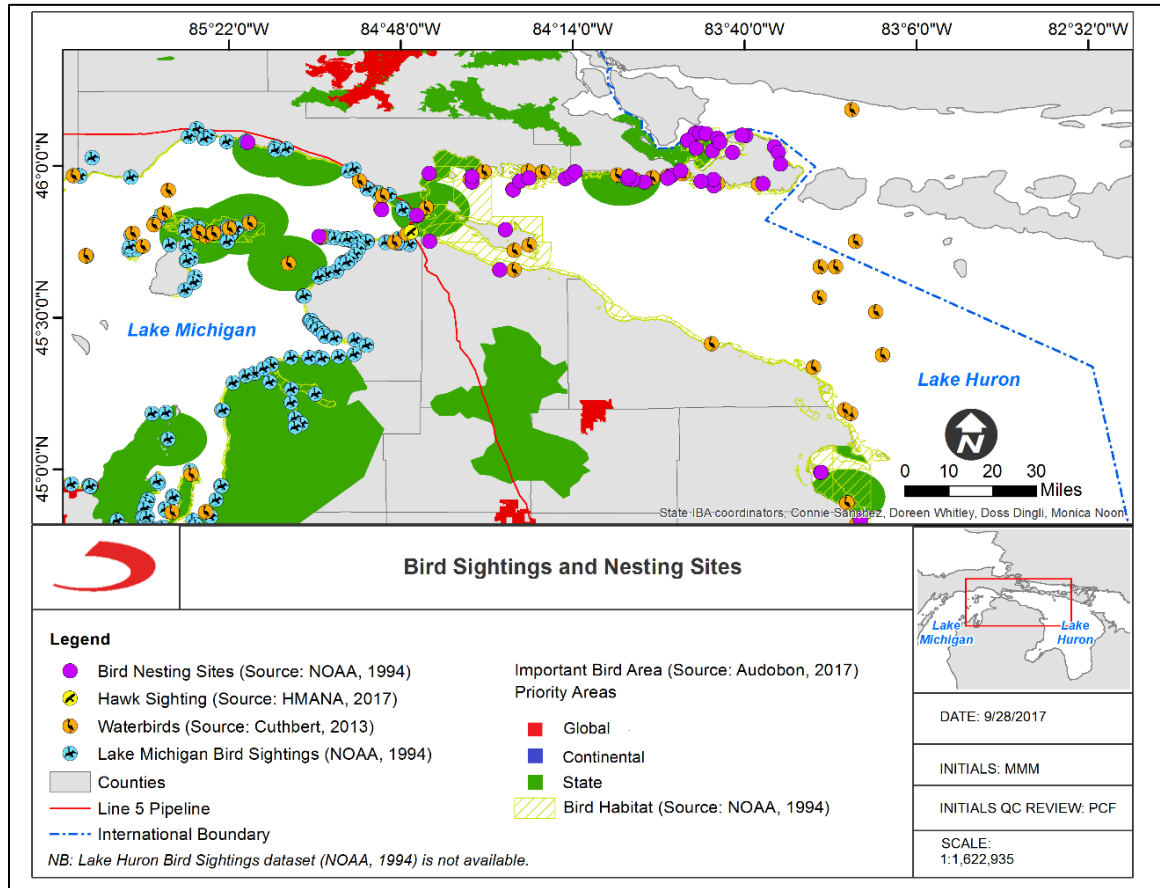 85°22'0"W 84°48'0"W 84°14'0"W 83°40'0"W 83°6'0"W 82°32'0"W
46°0'0"N
45°30'0"N
45°0'0"N
Lake Michigan
Lake Huron
N
0 10 20 30
Miles
State IBA coordinators, Connie Sanchez, Doreen Whitley, Doss Dingli, Monica Noon
Bird Sightings and Nesting Sites
Legend
Bird Nesting Sites (Source: NOAA, 1994)
Hawk Sighting (Source: HMANA, 2017)
Waterbirds (Source: Cuthbert, 2013)
Lake Michigan Bird Sightings (NOAA, 1994)
Counties
Line 5 Pipeline
International Boundary
NB: Lake Huron Bird Sightings dataset (NOAA, 1994) is not available.
Important Bird Area (Source: Audobon, 2017)
Priority Areas
Global
Continental
State
Bird Habitat (Source: NOAA, 1994)
Lake
Michigan
Lake
Huron
DATE: 9/28/2017
INITIALS: MMM
INITIALS QC REVIEW: PCF
SCALE:
1:1,622,935